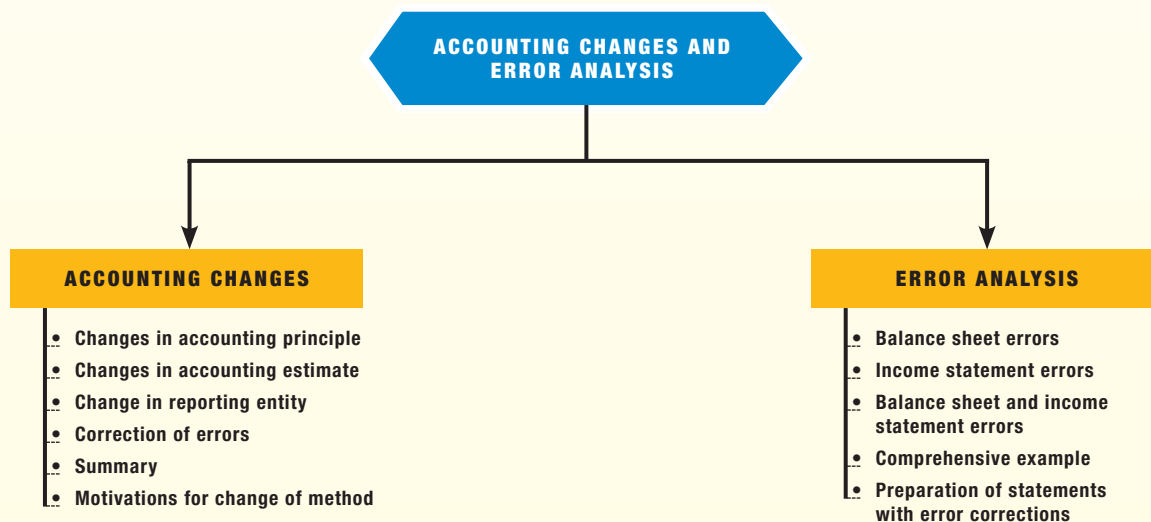 ACCOUNTING CHANGES AND
ERROR ANALYSIS
ACCOUNTING CHANGES
• Changes in accounting principle
• Changes in accounting estimate
• Change in reporting entity
• Correction of errors
• Summary
• Motivations for change of method
ERROR ANALYSIS
• Balance sheet errors
• Income statement errors
• Balance sheet and income
statement errors
• Comprehensive example
• Preparation of statements
with error corrections